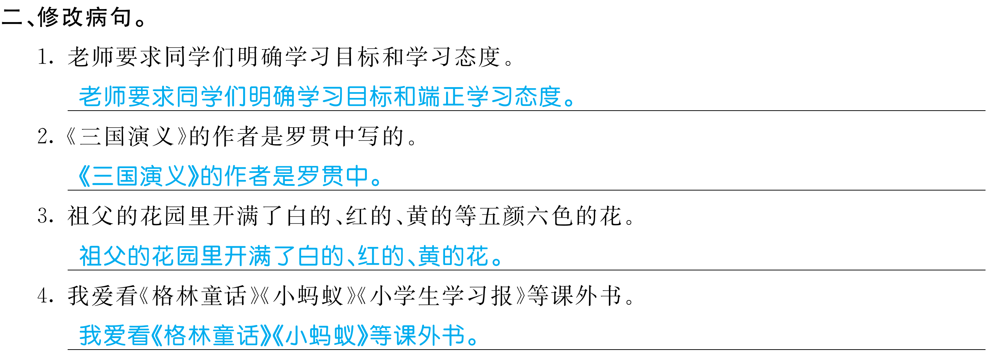 二、修改病句。
1. 老师要求同学们明确学习目标和学习态度。
老师要求同学们明确学习目标和端正学习态度。
2.《三国演义》的作者是罗贯中写的。
《三国演义》的作者是罗贯中。
3. 祖父的花园里开满了白的、红的、黄的等五颜六色的花。
祖父的花园里开满了白的、红的、黄的花。
4. 我爱看《格林童话》《小蚂蚁》《小学生学习报》等课外书。
我爱看《格林童话》《小蚂蚁》等课外书。